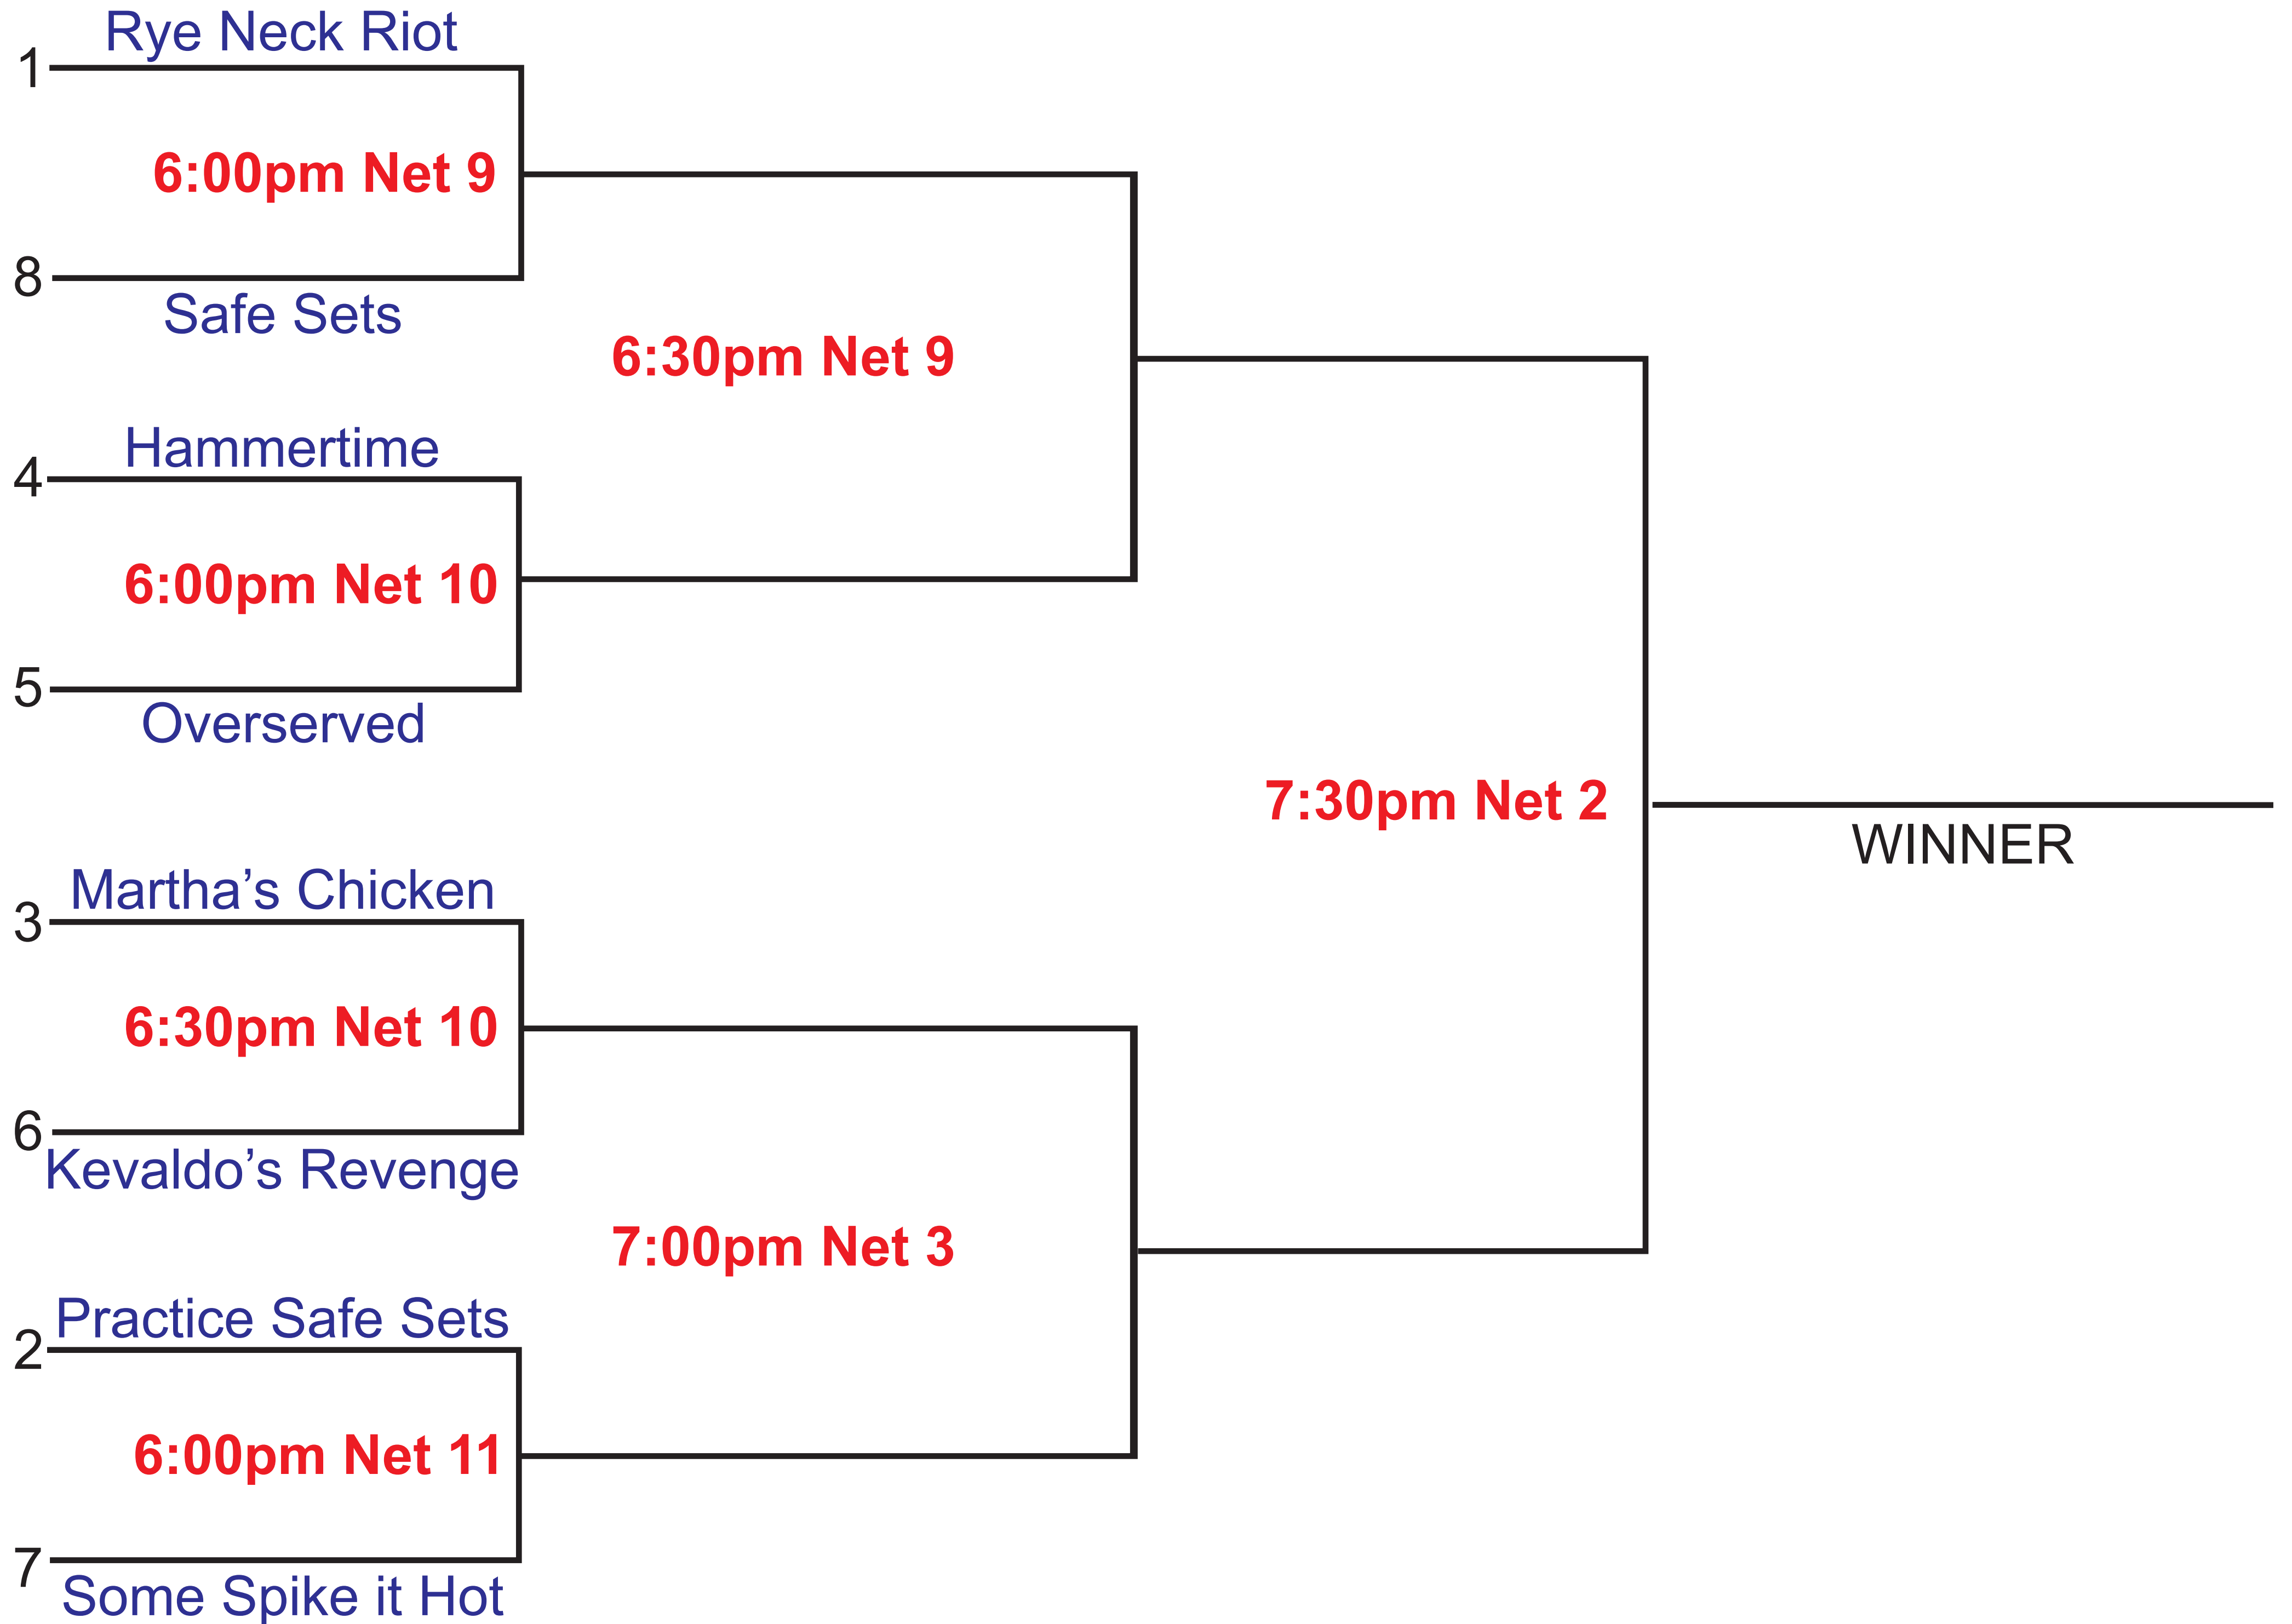 Rye Neck Riot
1
6:00pm Net 9
8
Safe Sets
6:30pm Net 9
Hammertime
4
6:00pm Net 10
5
Overserved
7:30pm Net 2
WINNER
Martha’s Chicken
3
6:30pm Net 10
6
Kevaldo’s Revenge
7:00pm Net 3
Practice Safe Sets
2
6:00pm Net 11
7
Some Spike it Hot